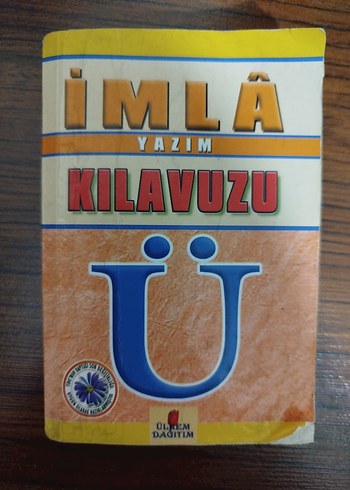 İMLÂ
YAZIM
KILAVUZU
Ü
ÜLKEM
DAĞITIM